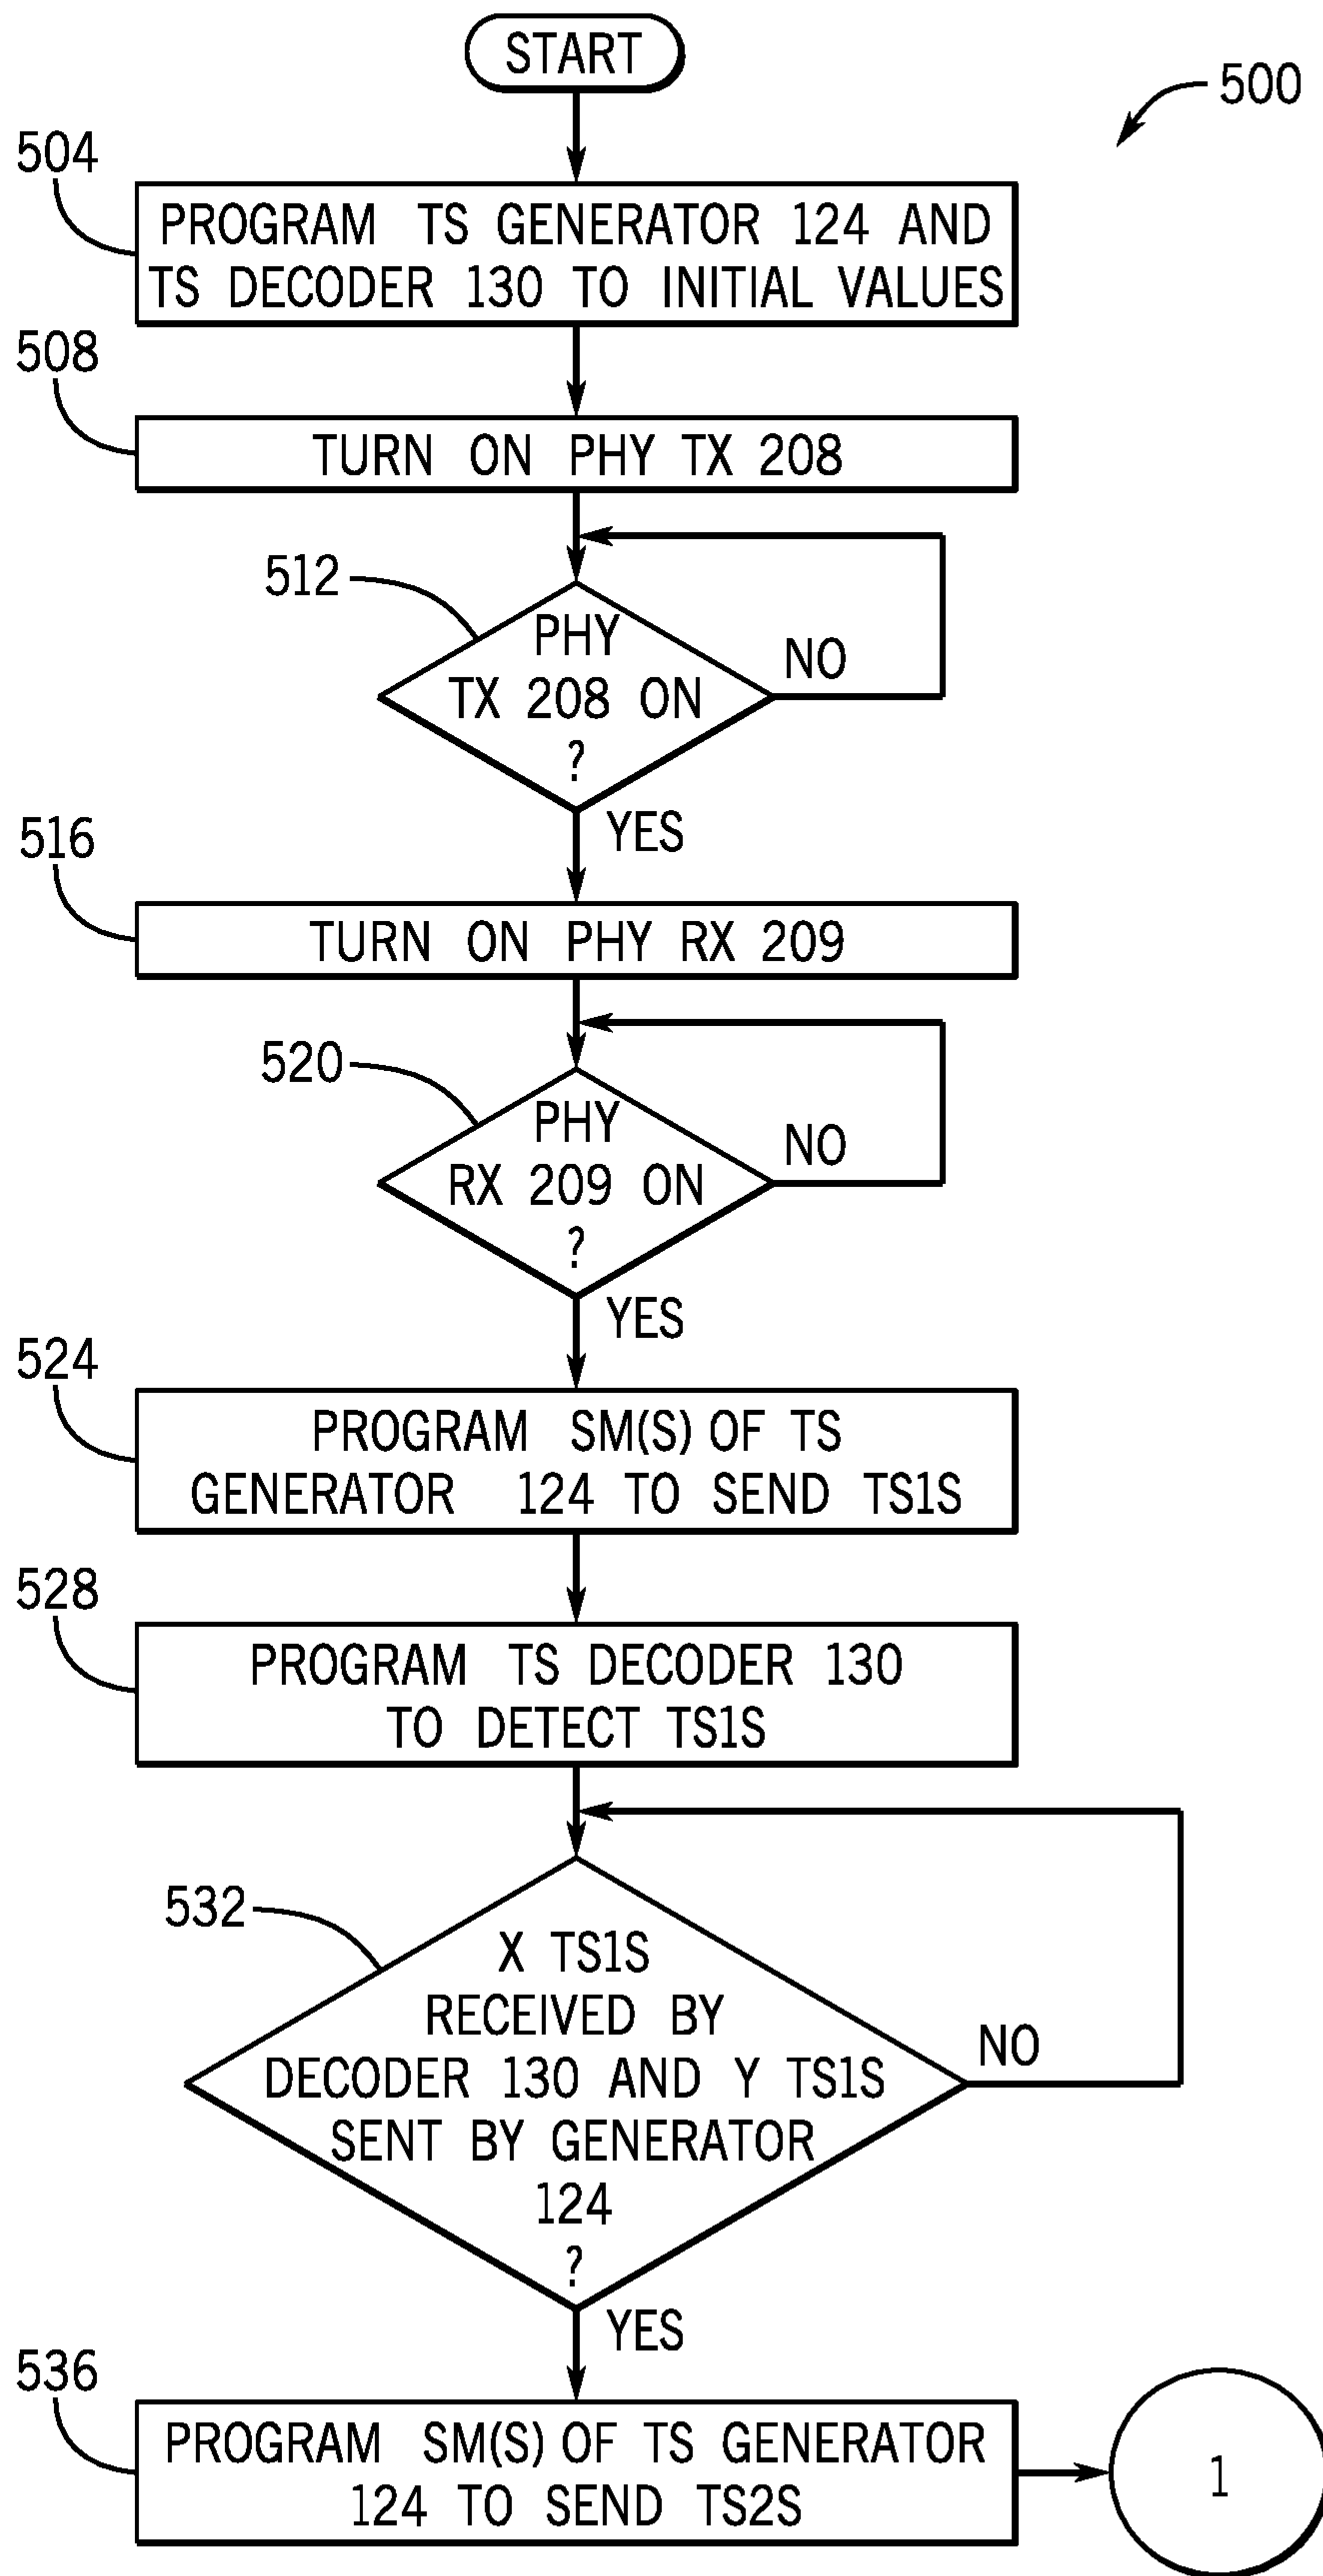 START
500
504
PROGRAM TS GENERATOR 124 AND
TS DECODER 130 TO INITIAL VALUES
508
TURN ON PHY TX 208
512
PHY
TX 208 ON
?
NO
YES
516
TURN ON PHY RX 209
520
PHY
RX 209 ON
?
NO
YES
524
PROGRAM SM(S) OF TS
GENERATOR 124 TO SEND TS1S
528
PROGRAM TS DECODER 130
TO DETECT TS1S
532
X TS1S
RECEIVED BY
DECODER 130 AND Y TS1S
SENT BY GENERATOR
124
?
NO
YES
536
PROGRAM SM(S) OF TS GENERATOR
124 TO SEND TS2S
1